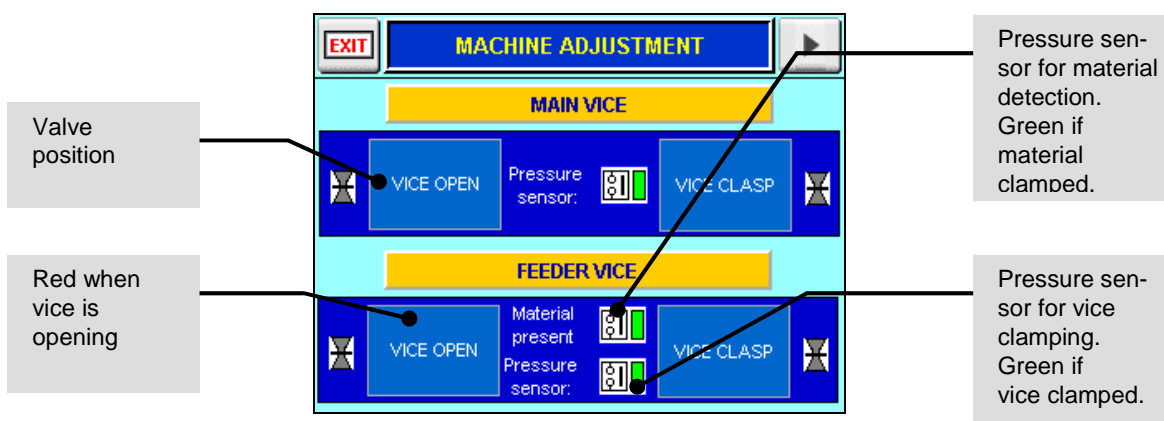 EXIT
MACHINE ADJUSTMENT
MAIN VICE
VICE OPEN
Pressure
sensor:
VICE CLASP
FEEDER VICE
VICE OPEN
Material
present
Pressure
sensor:
VICE CLASP
Valve
position
Red when
vice is
opening
Pressure sen-
sor for material
detection.
Green if
material
clamped.
Pressure sen-
sor for vice
clamping.
Green if
vice clamped.